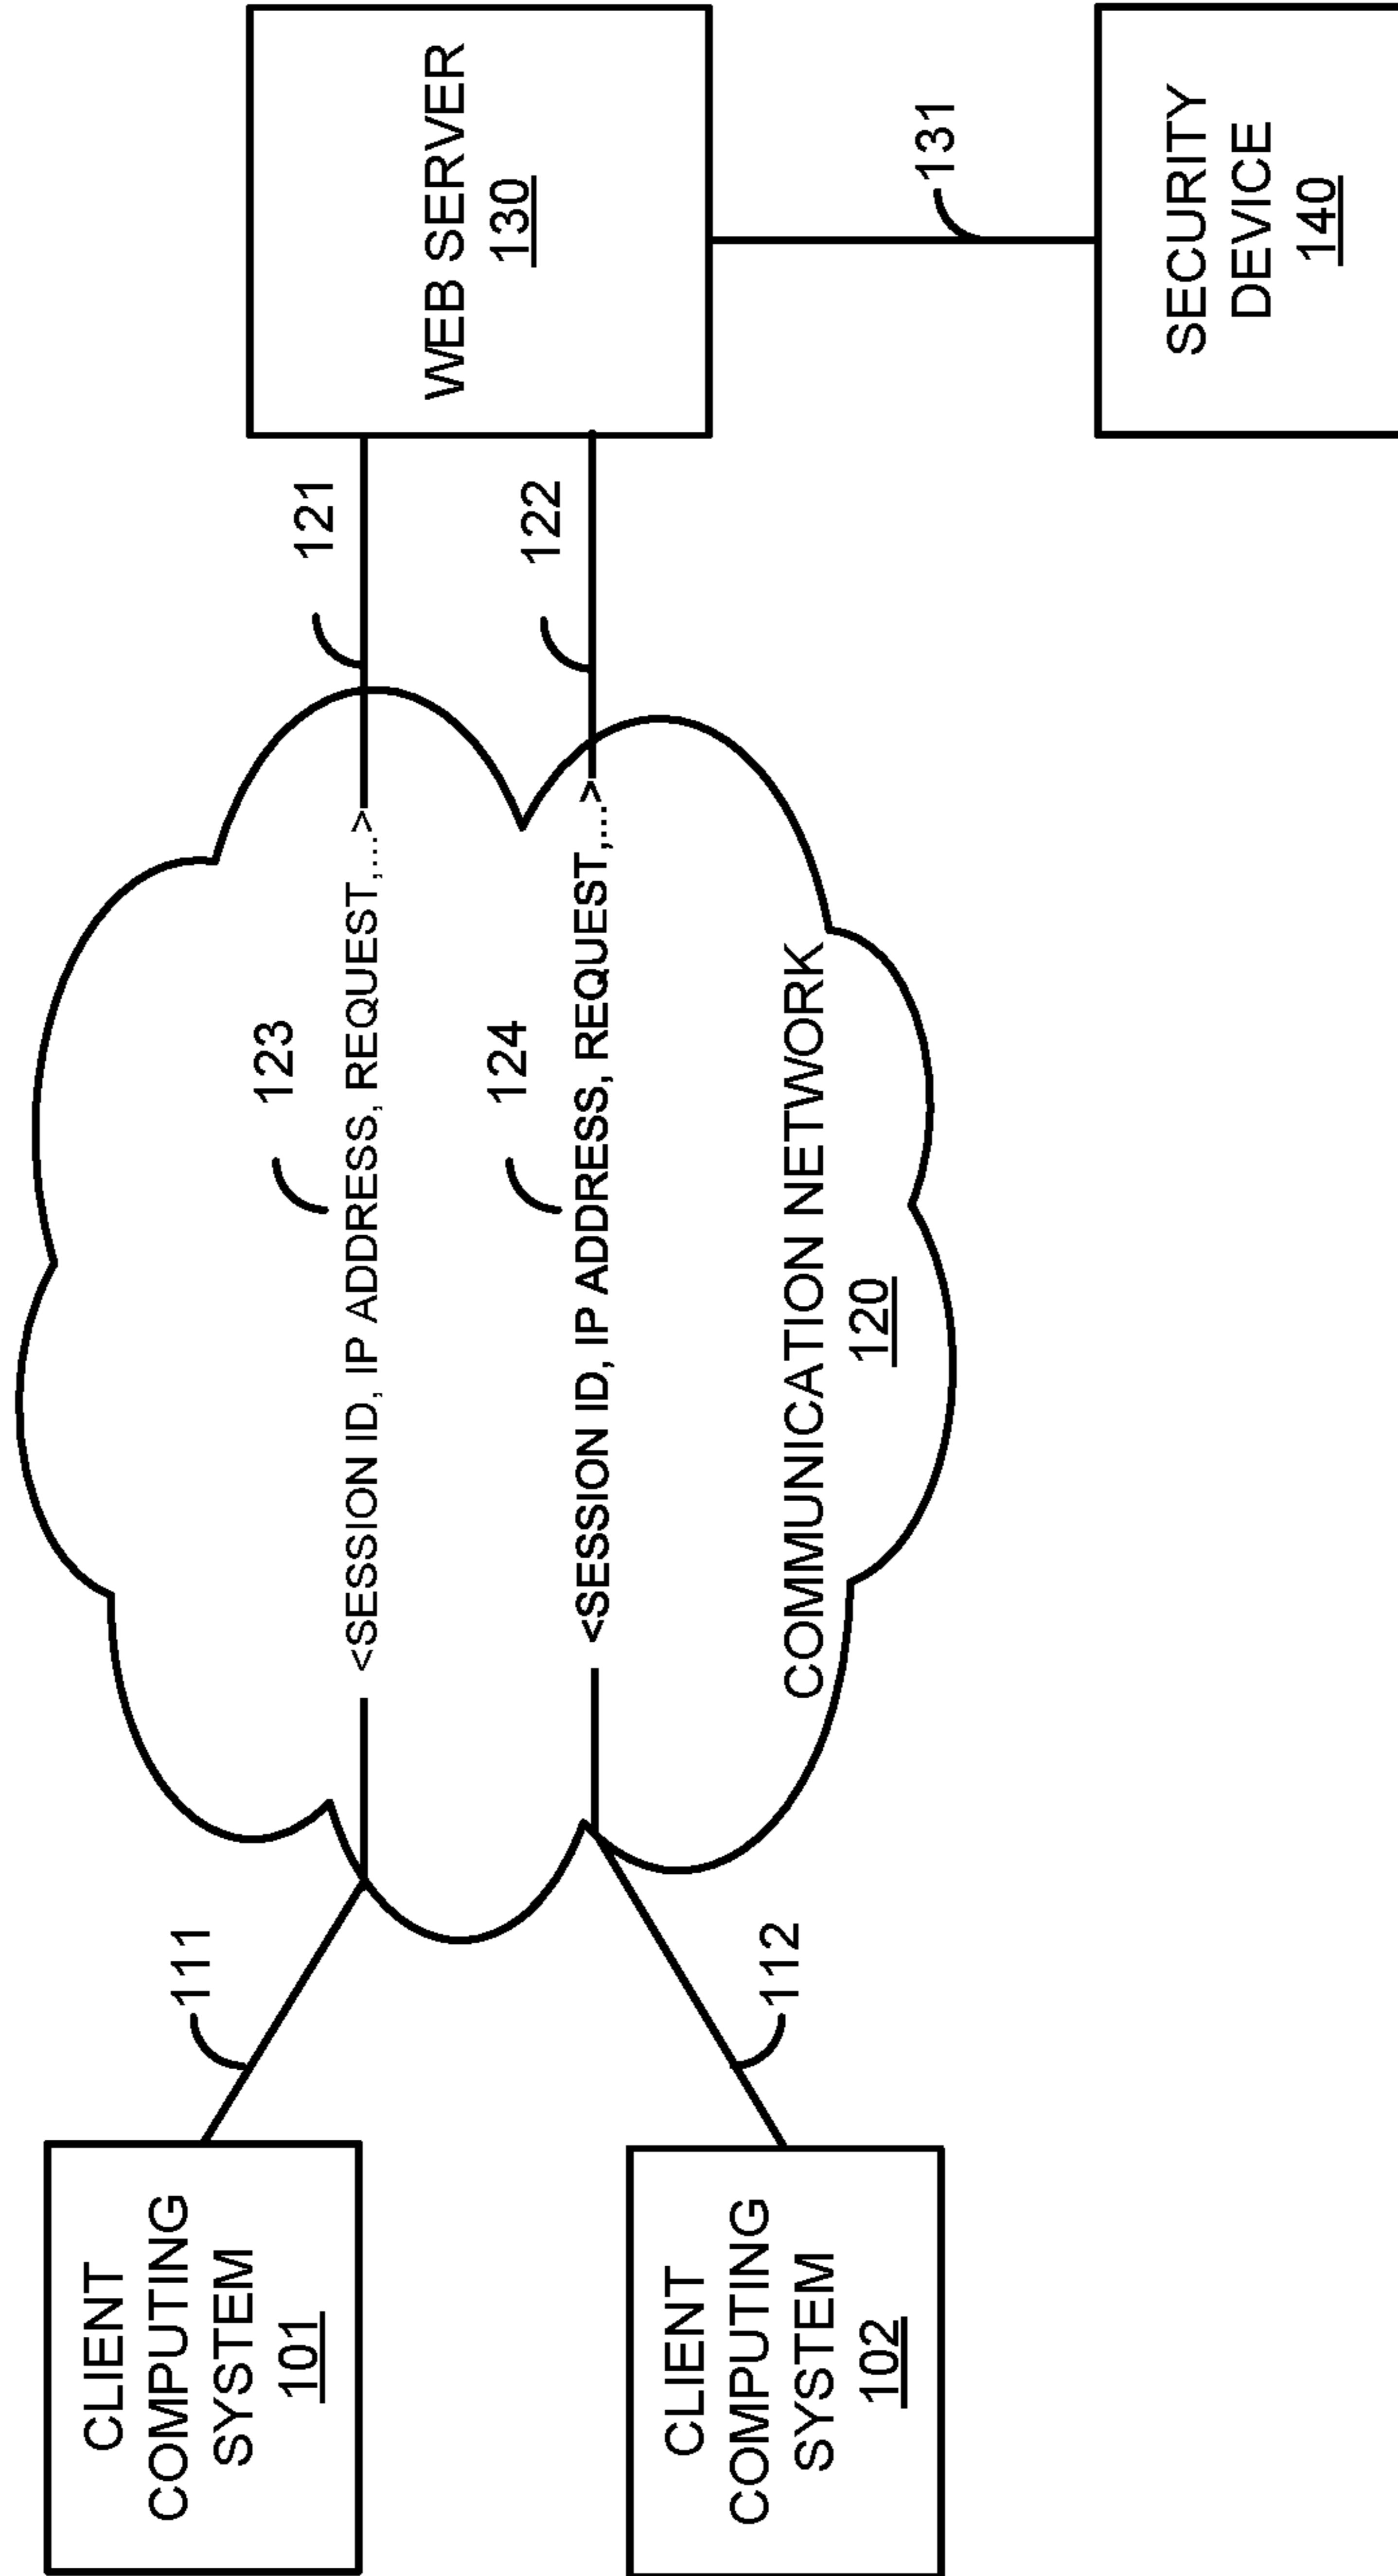 CLIENT
COMPUTING
SYSTEM
101
111
CLIENT
COMPUTING
SYSTEM
102
112
123
<SESSION ID, IP ADDRESS, REQUEST,...>
124
<SESSION ID, IP ADDRESS, REQUEST,...>
COMMUNICATION NETWORK
120
121
122
WEB SERVER
130
131
SECURITY
DEVICE
140